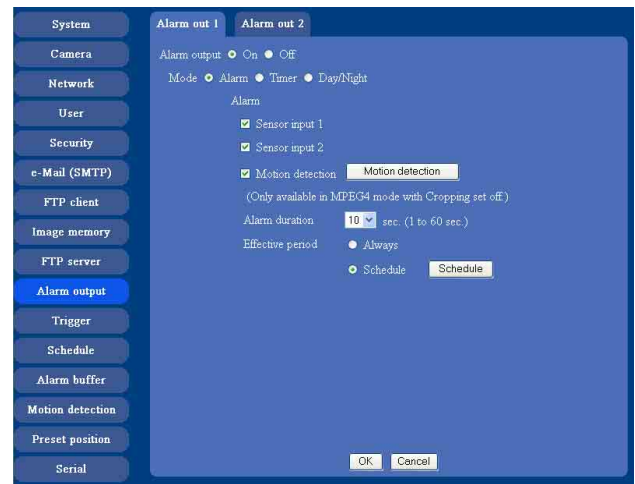 System
Camera
Network
User
Security
e-Mail (SMTP)
FTP client
Image memory
FTP server
Alarm output
Trigger
Schedule
Alarm buffer
Motion detection
Preset position
Serial
Alarm out 1 Alarm out 2
Alarm output On Off
Mode Alarm Timer Day/Night
Alarm
Sensor input 1
Sensor input 2
Motion detection Motion detection
(Only available in MPEG4 mode with Cropping set off.)
Alarm duration 10 sec. (1 to 60 sec.)
Effective period Always
Schedule Schedule
OK Cancel